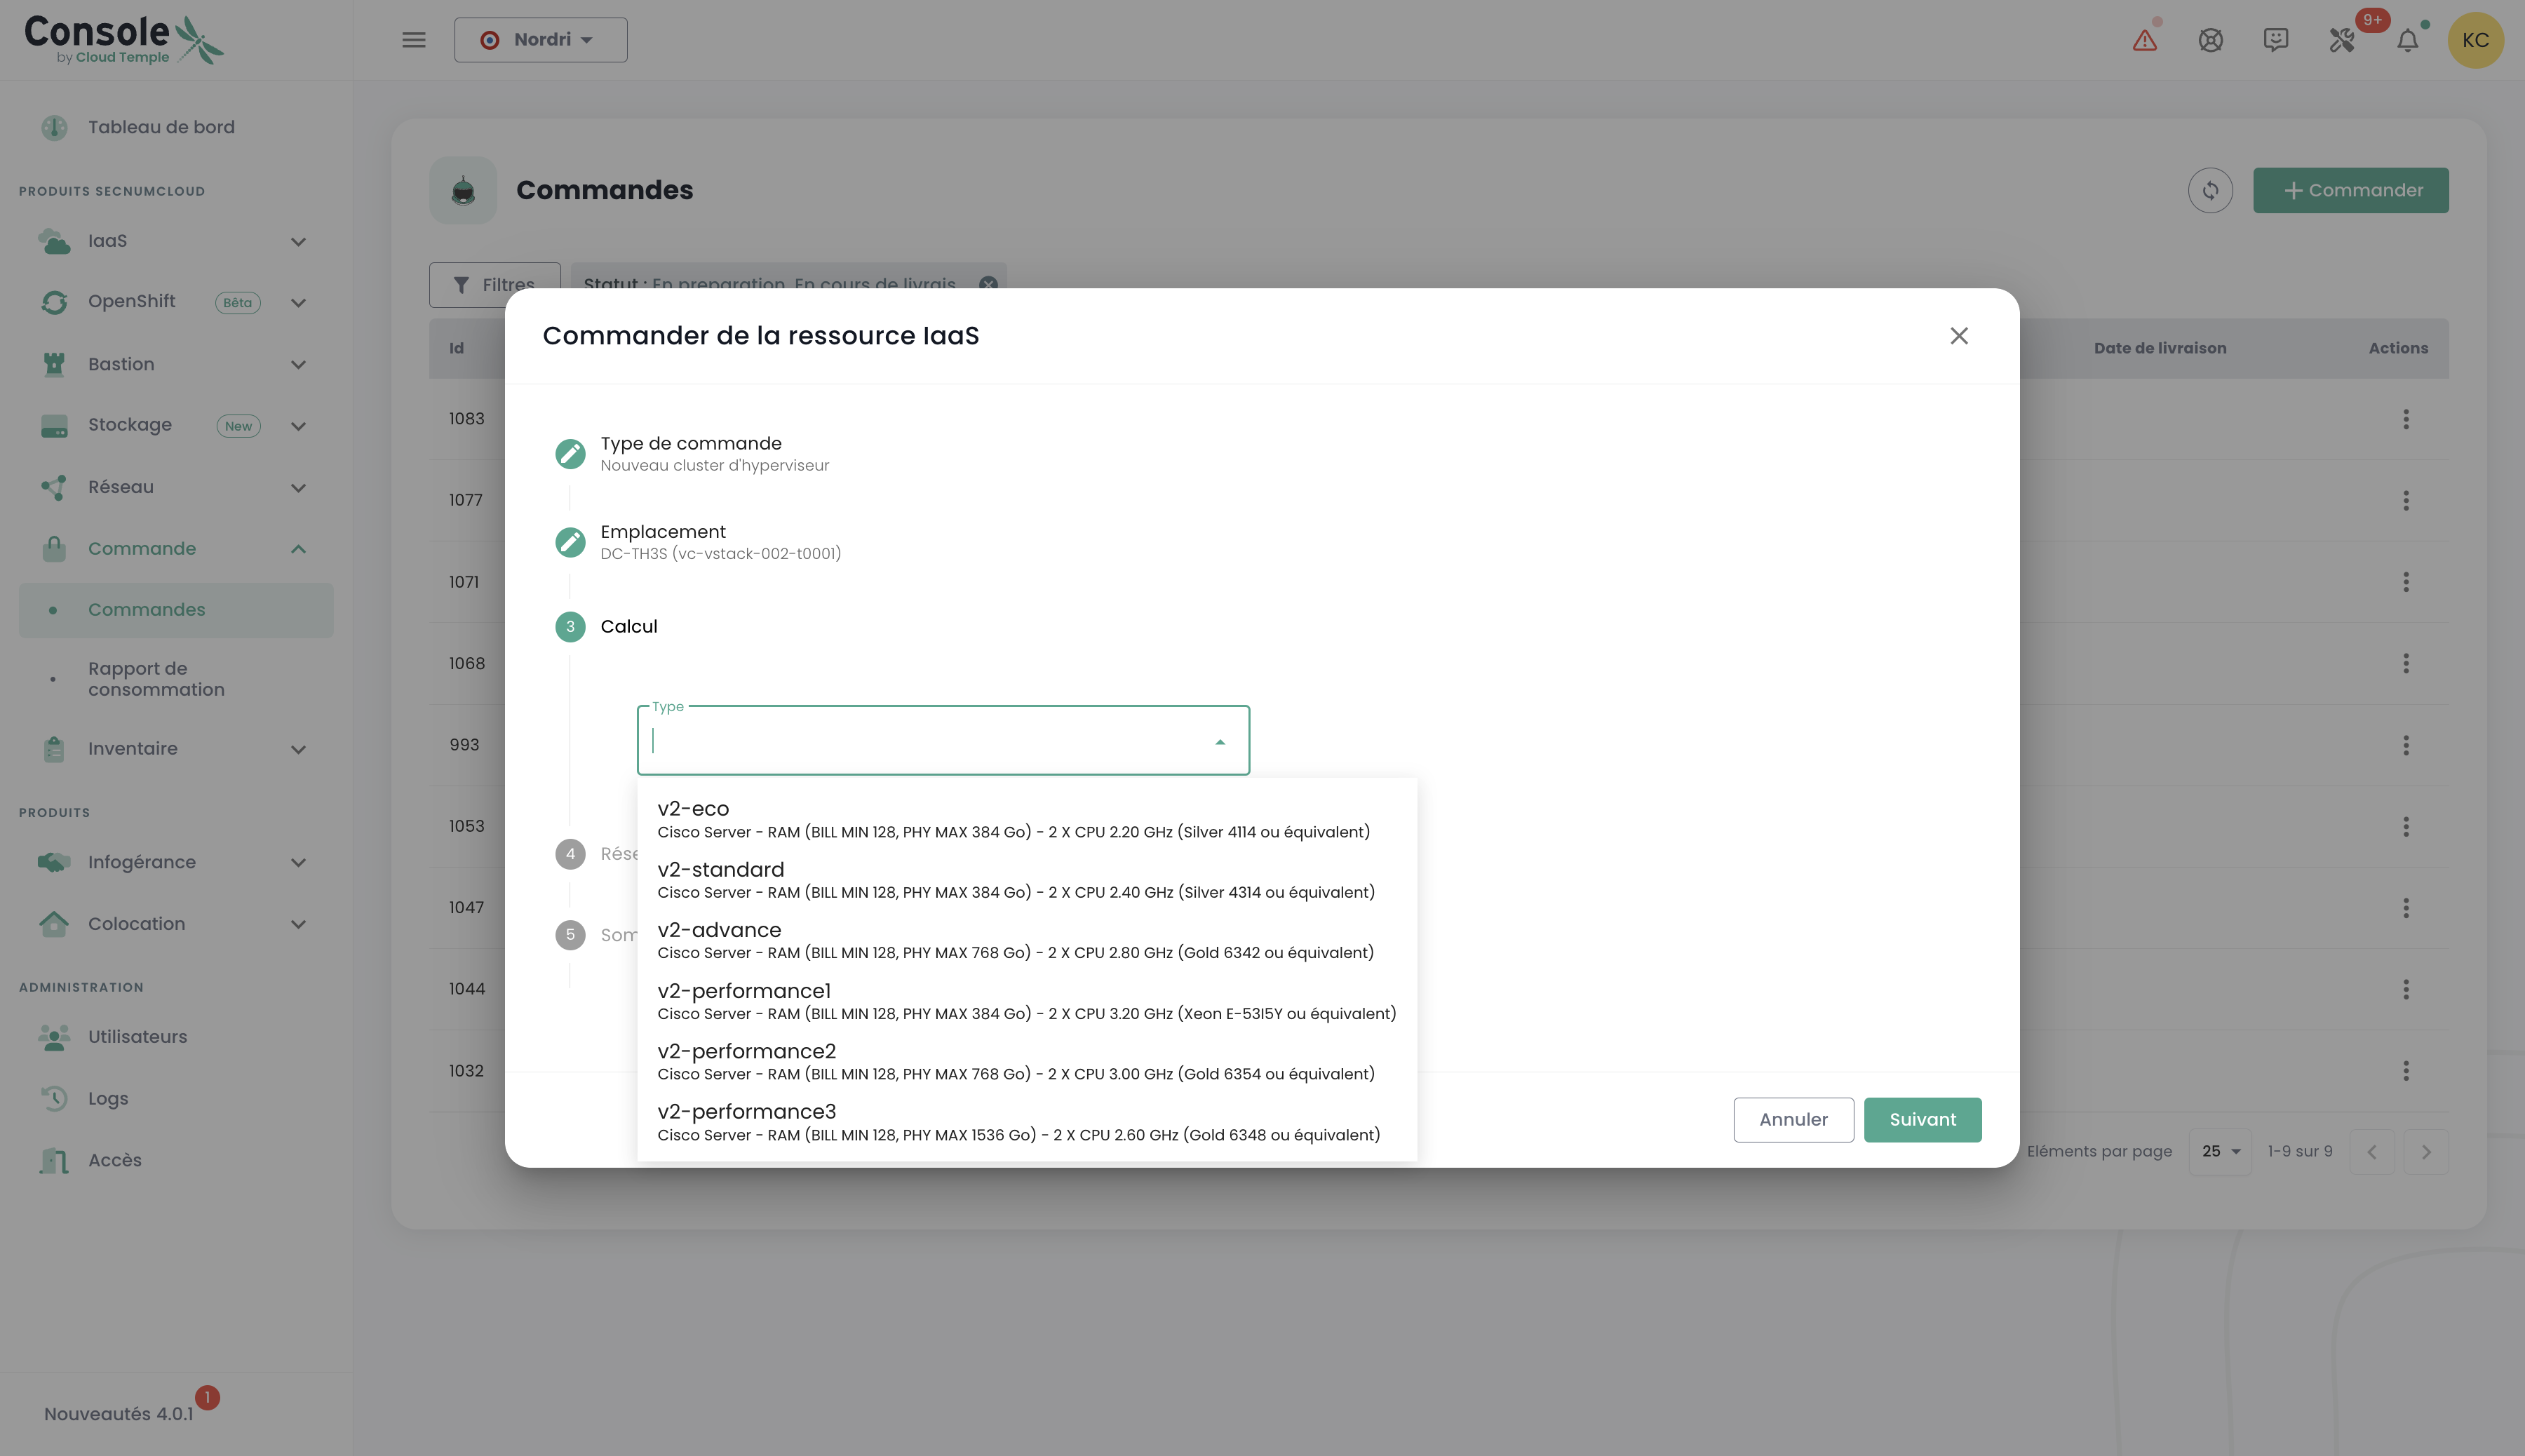 Console
by Cloud Temple
Nordri
9+
KC
Tableau de bord
PRODUITS SECNUMCLOUD
IaaS
OpenShift Bêta
Bastion
Stockage New
Réseau
Commande
Commandes
Rapport de
consommation
Inventaire
PRODUITS
Infogérance
Colocation
ADMINISTRATION
Utilisateurs
Logs
Accès
Nouveautés 4.0.1 1
Commandes
Commander
Filtres Statut : En preparation, En cours de livrais...
Id Date de livraison Actions
1083
1077
1071
1068
993
1053
1047
1044
1032
Commander de la ressource IaaS
Type de commande
Nouveau cluster d'hyperviseur
Emplacement
DC-TH3S (vc-vstack-002-t0001)
3 Calcul
Type
v2-eco
Cisco Server - RAM (BILL MIN 128, PHY MAX 384 Go) - 2 X CPU 2.20 GHz (Silver 4114 ou équivalent)
v2-standard
Cisco Server - RAM (BILL MIN 128, PHY MAX 384 Go) - 2 X CPU 2.40 GHz (Silver 4314 ou équivalent)
v2-advance
Cisco Server - RAM (BILL MIN 128, PHY MAX 768 Go) - 2 X CPU 2.80 GHz (Gold 6342 ou équivalent)
v2-performance1
Cisco Server - RAM (BILL MIN 128, PHY MAX 384 Go) - 2 X CPU 3.20 GHz (Xeon E-53I5Y ou équivalent)
v2-performance2
Cisco Server - RAM (BILL MIN 128, PHY MAX 768 Go) - 2 X CPU 3.00 GHz (Gold 6354 ou équivalent)
v2-performance3
Cisco Server - RAM (BILL MIN 128, PHY MAX 1536 Go) - 2 X CPU 2.60 GHz (Gold 6348 ou équivalent)
4 Rése
5 Som
Annuler Suivant
Eléments par page 25 1-9 sur 9